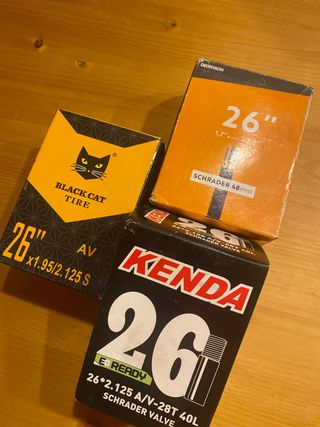 DECATHLON
26"
1,7"
SCHRADER 48mm
BLACK CAT
TIRE
26"
AV
x1.95/2.125 S
KENDA
26
E READY
26*2.125 A/V-28T 40L
SCHRADER VALVE